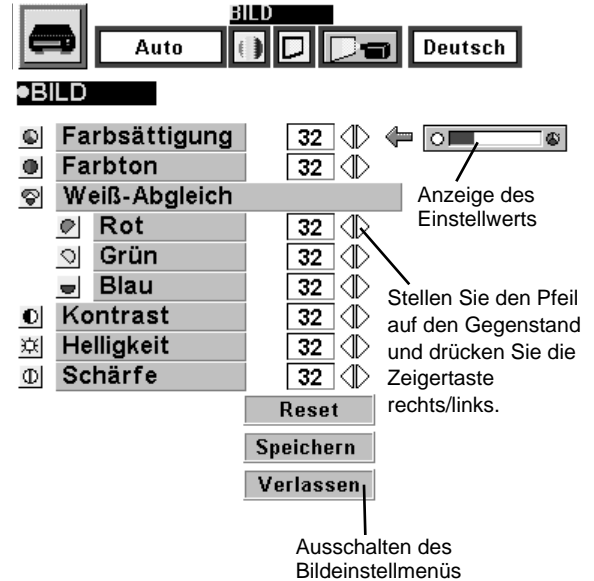 BILD
Auto
Deutsch
●BILD
Farbsättigung 32
Farbton 32
Weiß-Abgleich
Rot 32
Grün 32
Blau 32
Kontrast 32
Helligkeit 32
Schärfe 32
Reset
Speichern
Verlassen
Anzeige des
Einstellwerts
Stellen Sie den Pfeil
auf den Gegenstand
und drücken Sie die
Zeigertaste
rechts/links.
Ausschalten des
Bildeinstellmenüs